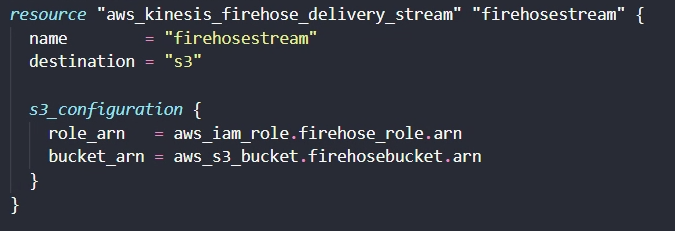 resource "aws_kinesis_firehose_delivery_stream" "firehosestream" {
  name        = "firehosestream"
  destination = "s3"

  s3_configuration {
    role_arn   = aws_iam_role.firehose_role.arn
    bucket_arn = aws_s3_bucket.firehosebucket.arn
  }
}